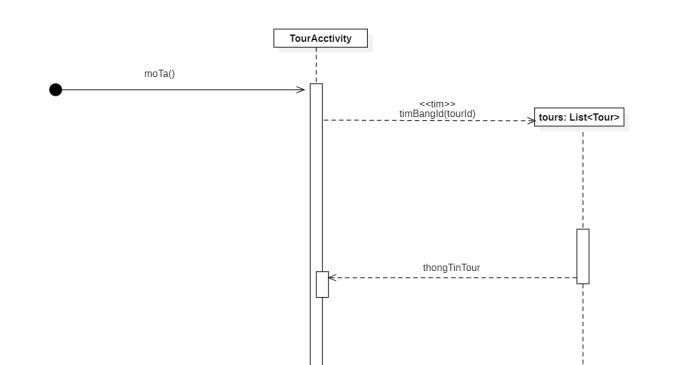 TourAcctivity
moTa()
<<tim>>
timBangId(tourId)
tours: List<Tour>
thongTinTour